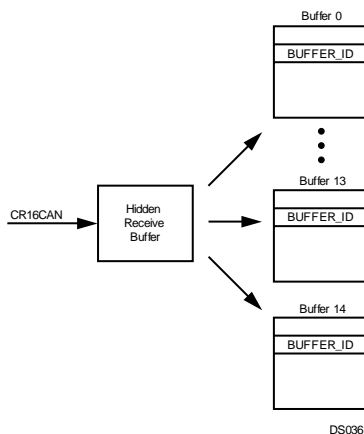 Buffer 0
BUFFER_ID
Buffer 13
CR16CAN
Hidden
Receive
Buffer
BUFFER_ID
Buffer 14
BUFFER_ID
DS036